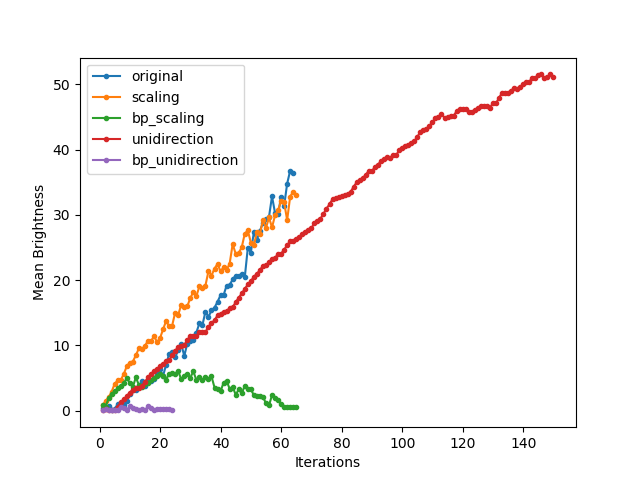 original
scaling
bp_scaling
unidirection
bp_unidirection
50
40
30
20
10
0
Mean Brightness
0 20 40 60 80 100 120 140
Iterations